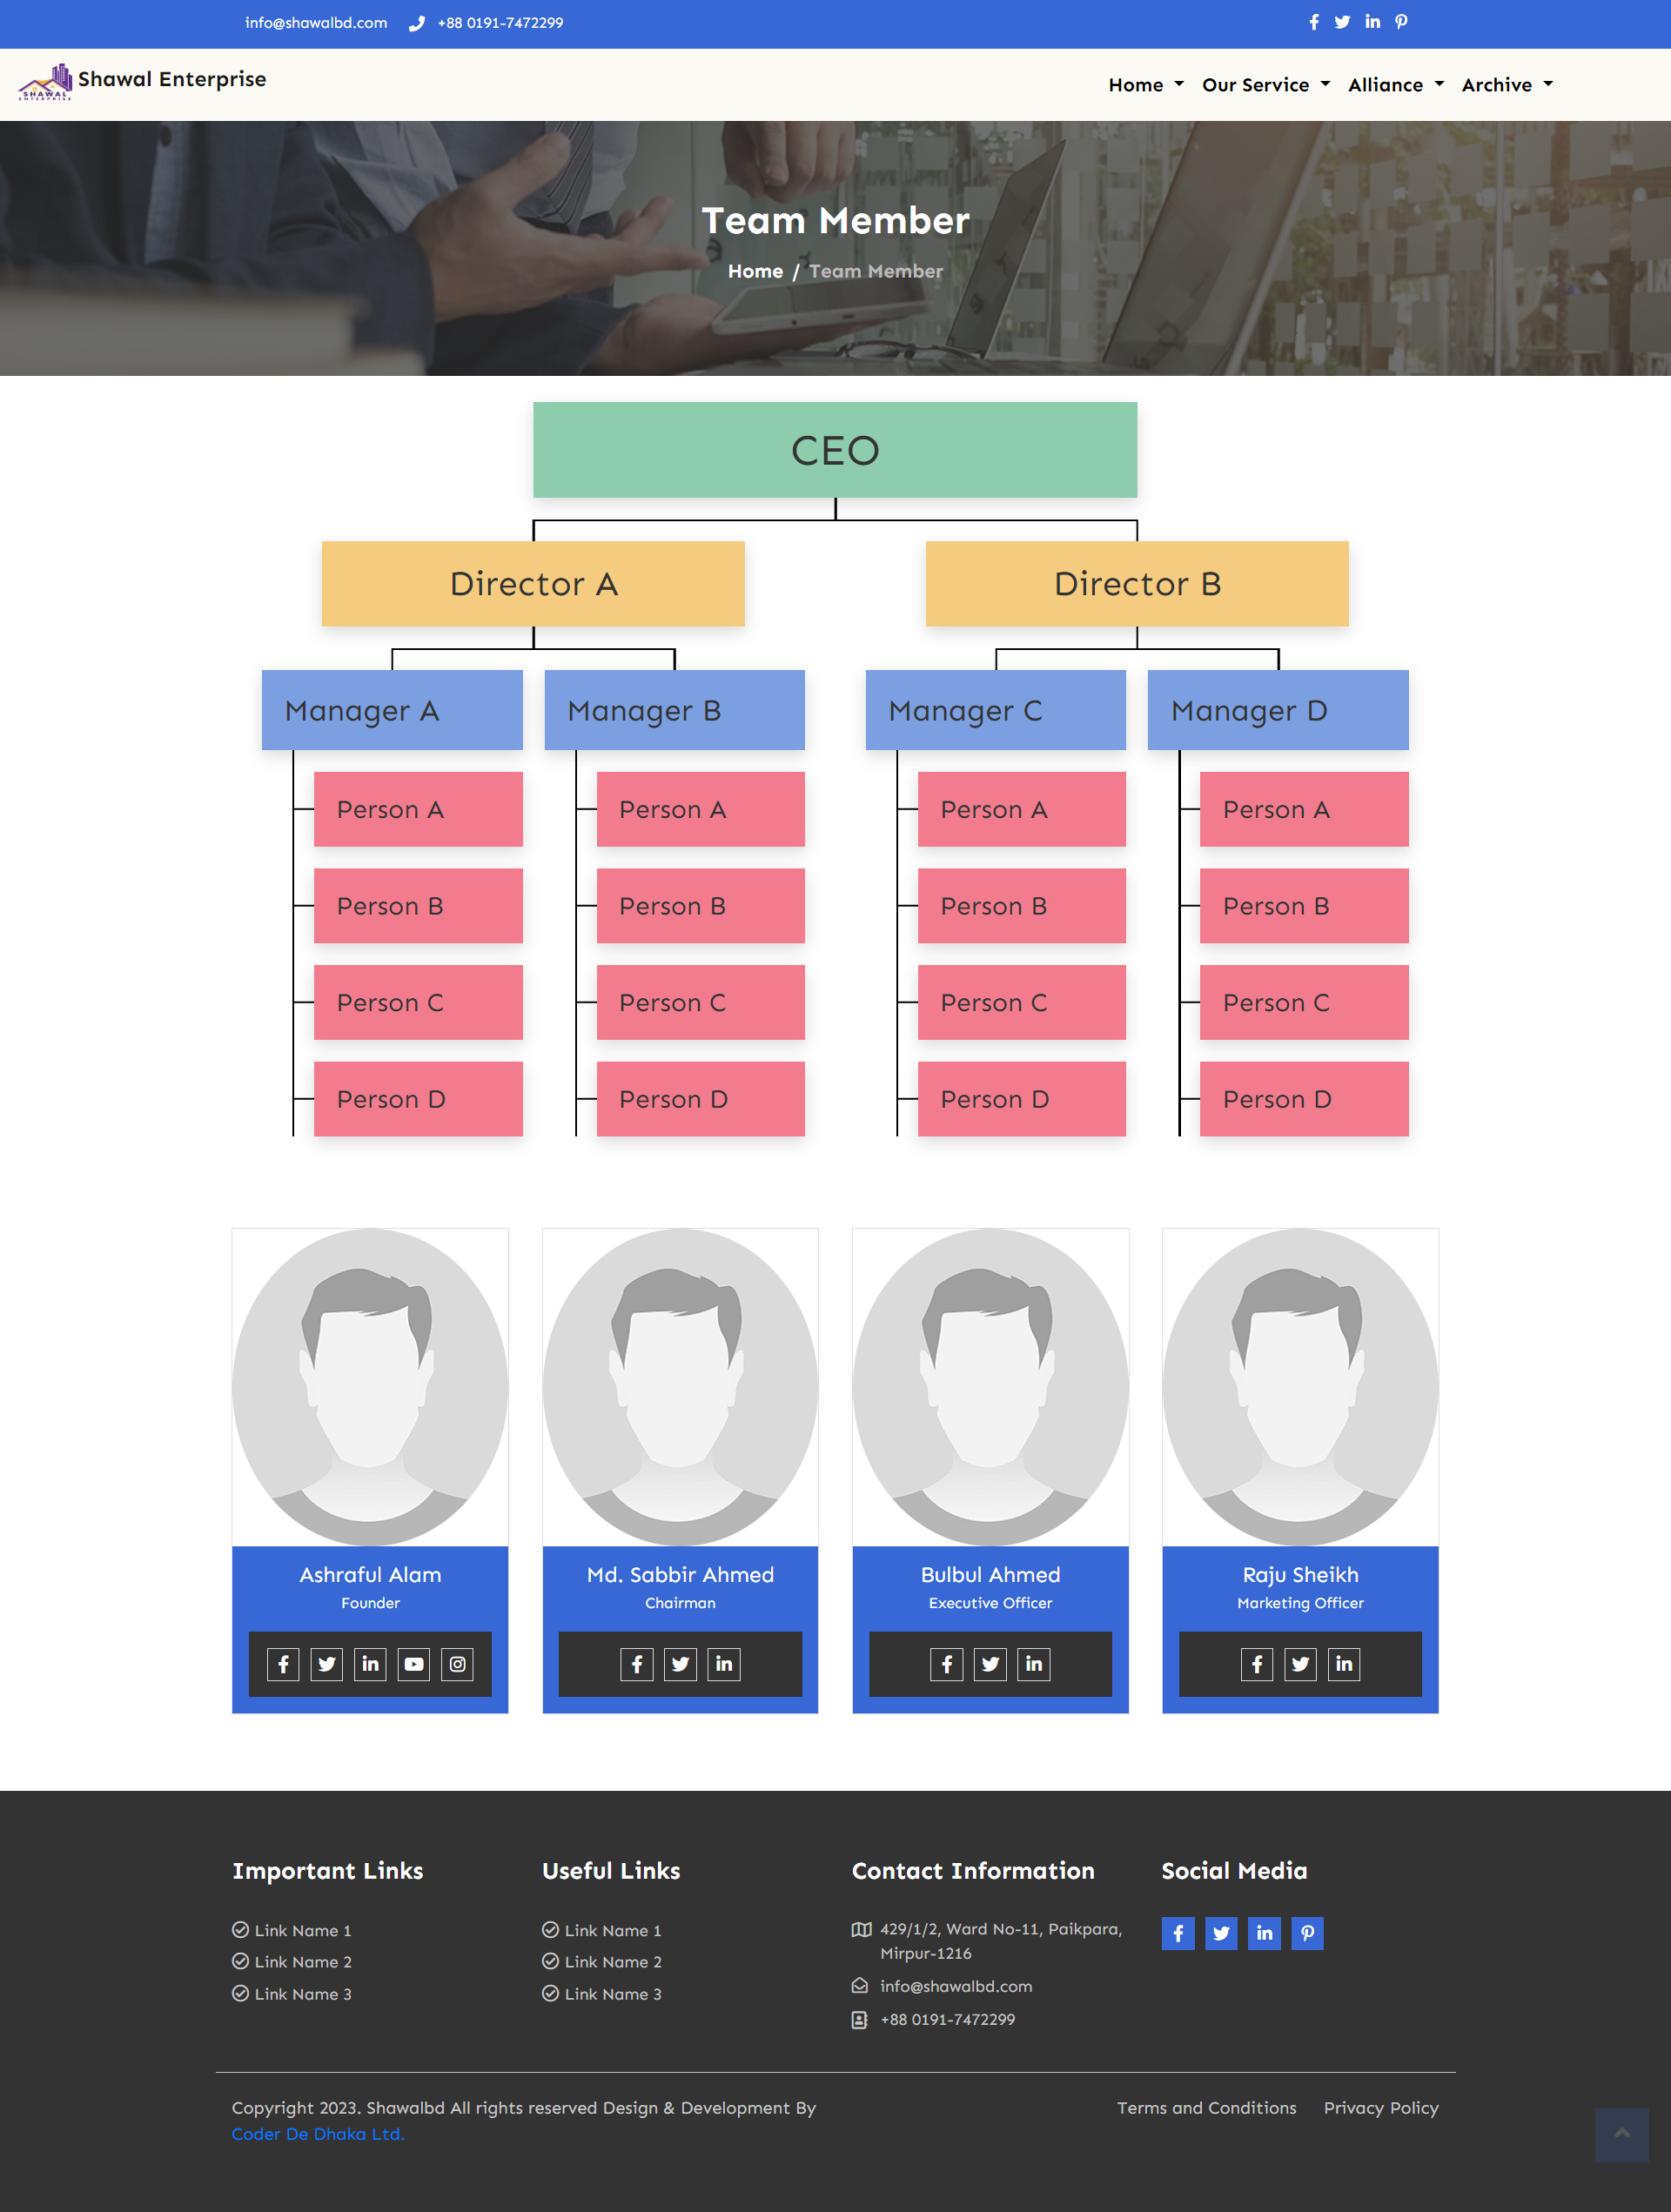 info@shawalbd.com +88 0191-7472299
SHAWAL
ENTERPRISE
Shawal Enterprise
Home Our Service Alliance Archive
Team Member
Home / Team Member
CEO
Director A Director B
Manager A Manager B Manager C Manager D
Person A Person A Person A Person A
Person B Person B Person B Person B
Person C Person C Person C Person C
Person D Person D Person D Person D
Ashraful Alam
Founder
Md. Sabbir Ahmed
Chairman
Bulbul Ahmed
Executive Officer
Raju Sheikh
Marketing Officer
Important Links
Link Name 1
Link Name 2
Link Name 3
Useful Links
Link Name 1
Link Name 2
Link Name 3
Contact Information
429/1/2, Ward No-11, Paikpara,
Mirpur-1216
info@shawalbd.com
+88 0191-7472299
Social Media
Copyright 2023. Shawalbd All rights reserved Design & Development By
Coder De Dhaka Ltd.
Terms and Conditions Privacy Policy